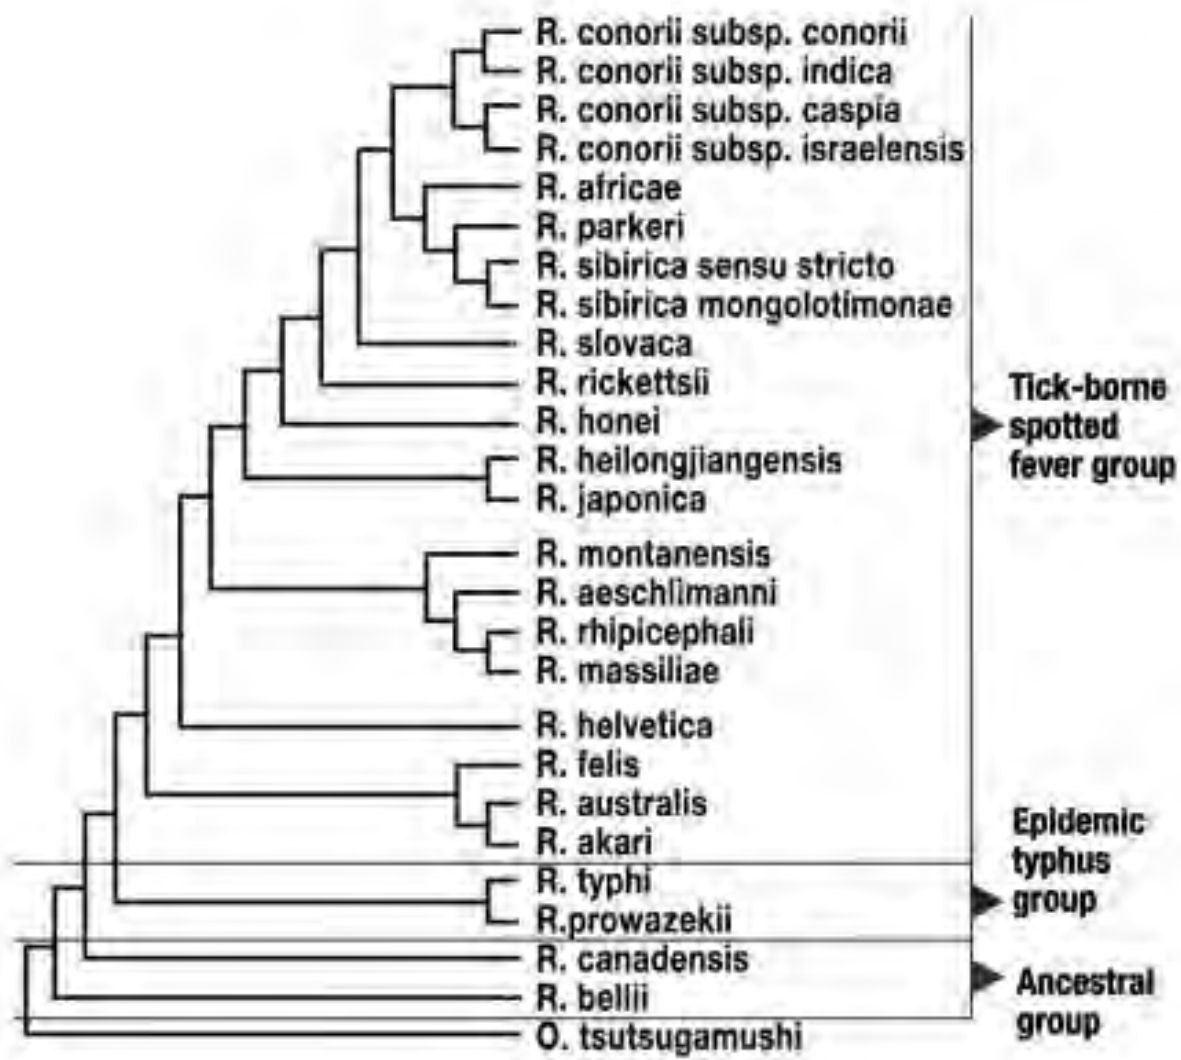 R. conorii subsp. conorii
R. conorii subsp. indica
R. conorii subsp. caspia
R. conorii subsp. israelensis
R. africae
R. parkeri
R. sibirica sensu stricto
R. sibirica mongolotimonae
R. slovaca
R. rickettsii
R. honei
R. heilongjiangensis
R. japonica
R. montanensis
R. aeschlimanni
R. rhipicephali
R. massiliae
R. helvetica
R. felis
R. australis
R. akari
R. typhi
R.prowazekii
R. canadensis
R. bellii
O. tsutsugamushi
Tick-borne
spotted
fever group
Epidemic
typhus
group
Ancestral
group